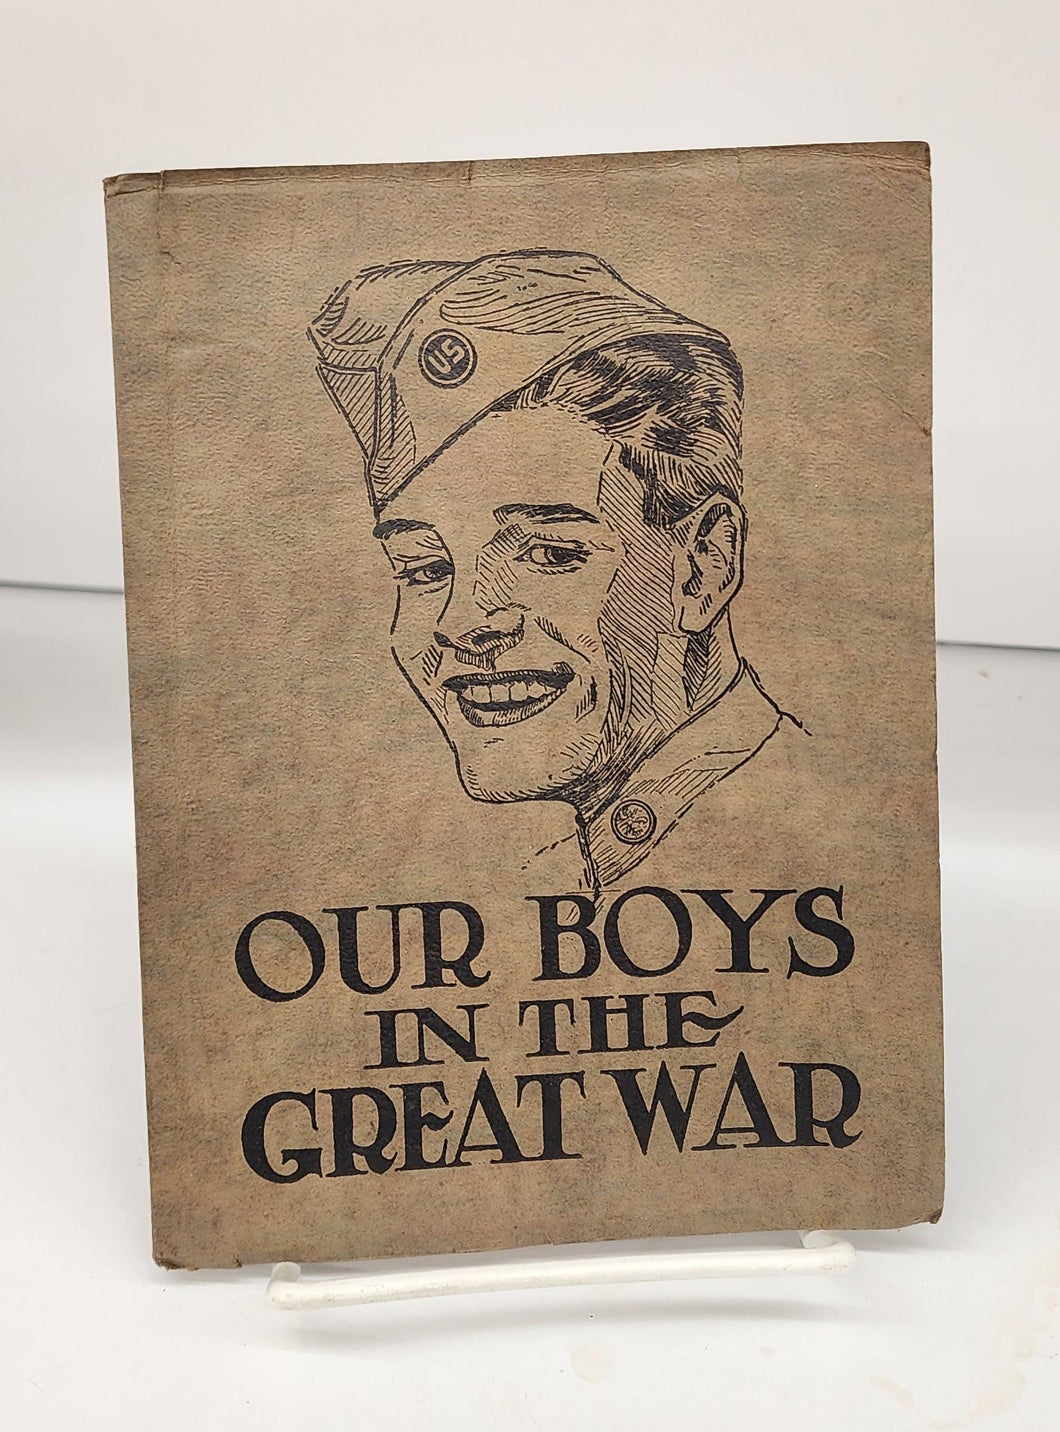 US
OUR BOYS
IN THE
GREAT WAR